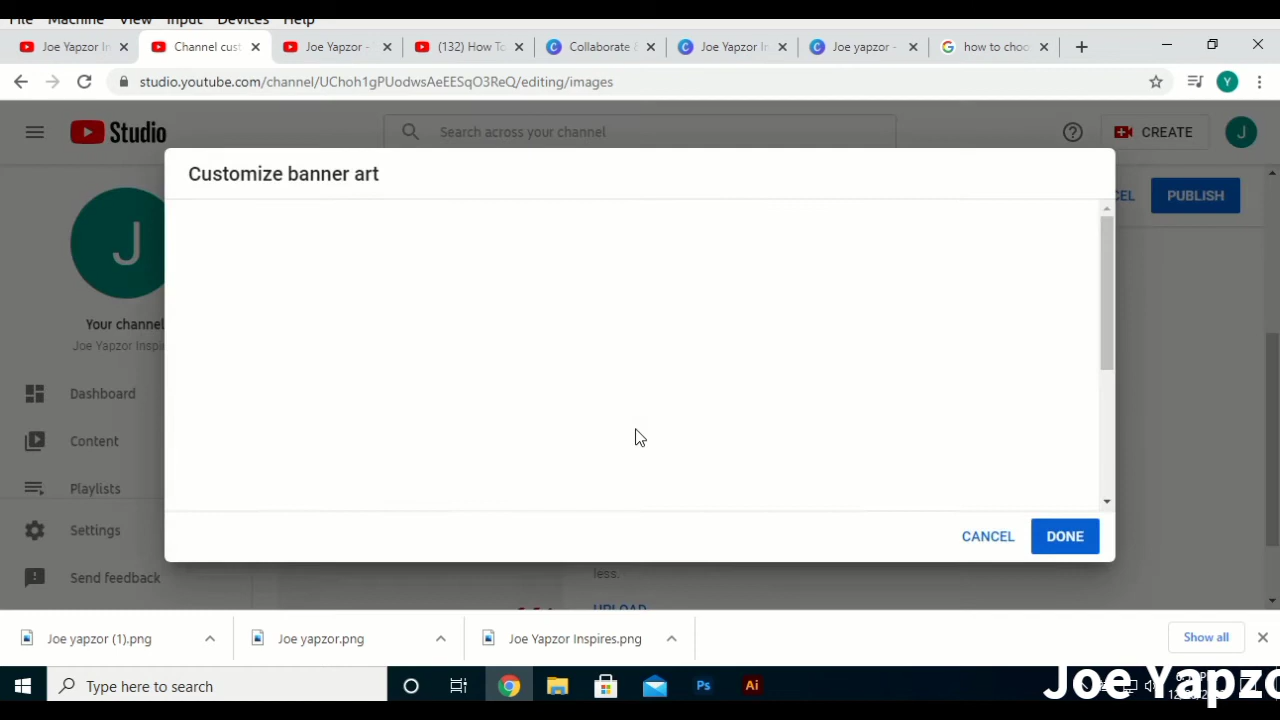 File Machine View Input Devices Help
Joe Yapzor In
Channel cust
Joe Yapzor -
(132) How To
Collaborate &
Joe Yapzor In
Joe yapzor -
how to choo
studio.youtube.com/channel/UChoh1gPUodwsAeEESqO3ReQ/editing/images
Y
Studio
Search across your channel
CREATE
J
Customize banner art
PUBLISH
J
Your channel
Joe Yapzor Inspi
Dashboard
Content
Playlists
Settings
Send feedback
CANCEL
DONE
less.
UPLOAD
Joe yapzor (1).png
Joe yapzor.png
Joe Yapzor Inspires.png
Show all
Type here to search
Ps
Ai
Joe Yapzo